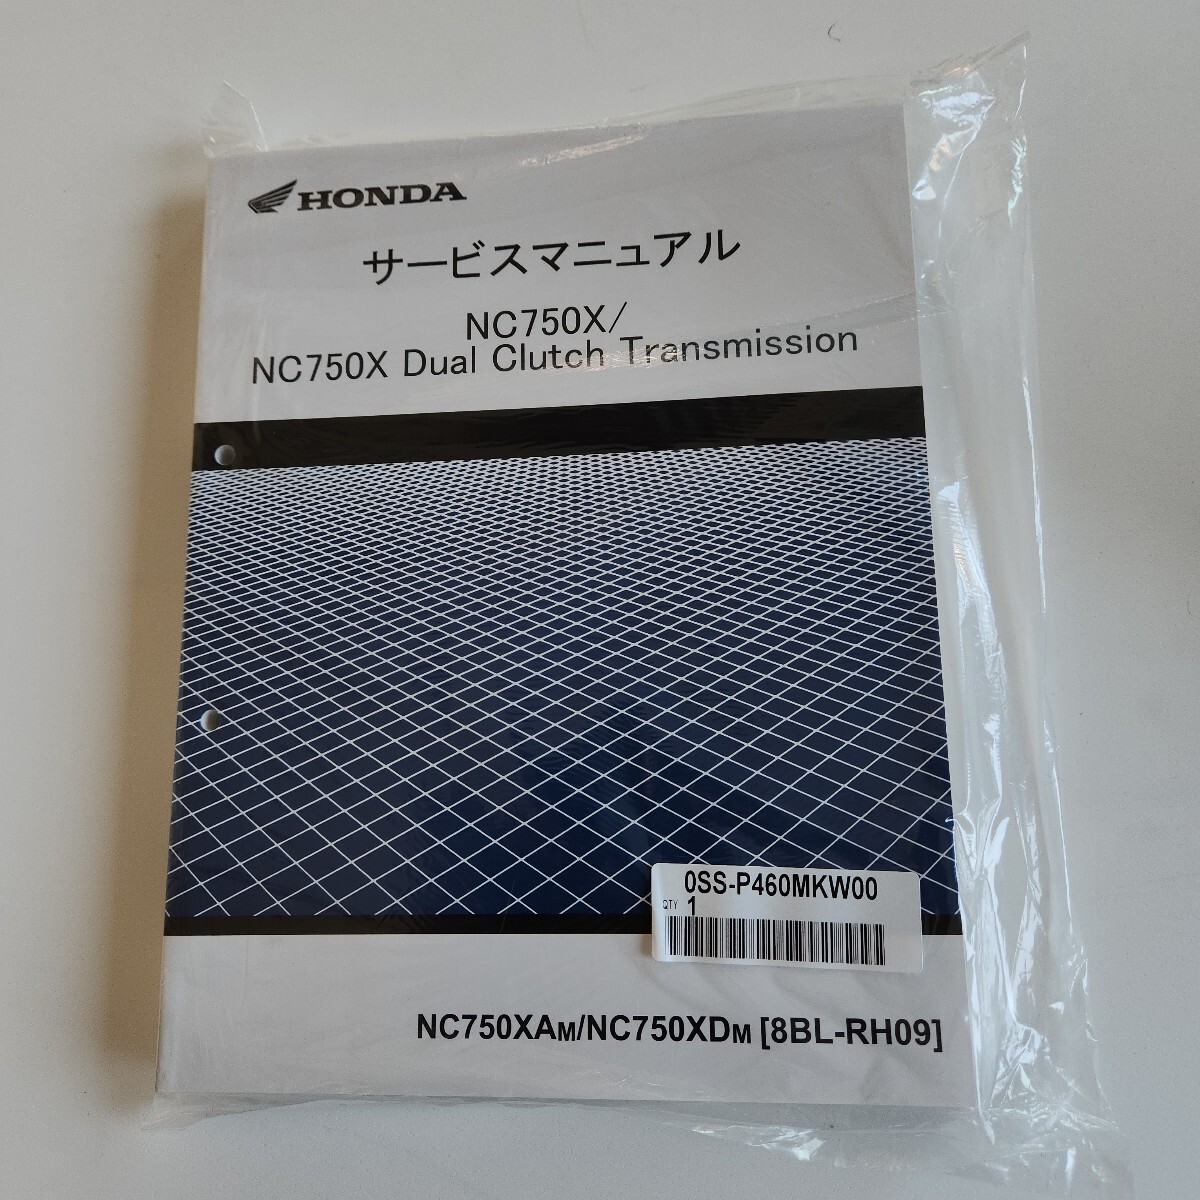 HONDA
サービスマニュアル
NC750X/
NC750X Dual Clutch Transmission
0SS-P460MKW00
QTY 1
NC750XAM/NC750XDM [8BL-RH09]